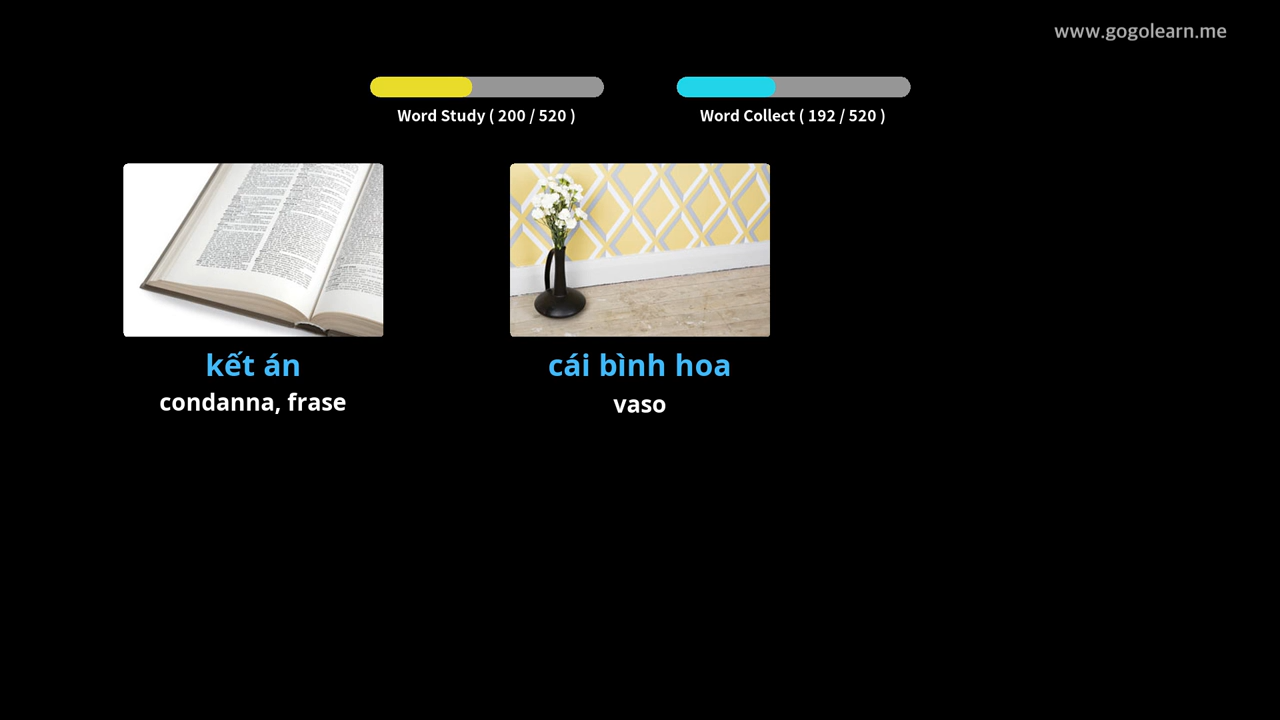 www.gogolearn.me
Word Study ( 200 / 520 )
Word Collect ( 192 / 520 )
kết án
condanna, frase
cái bình hoa
vaso